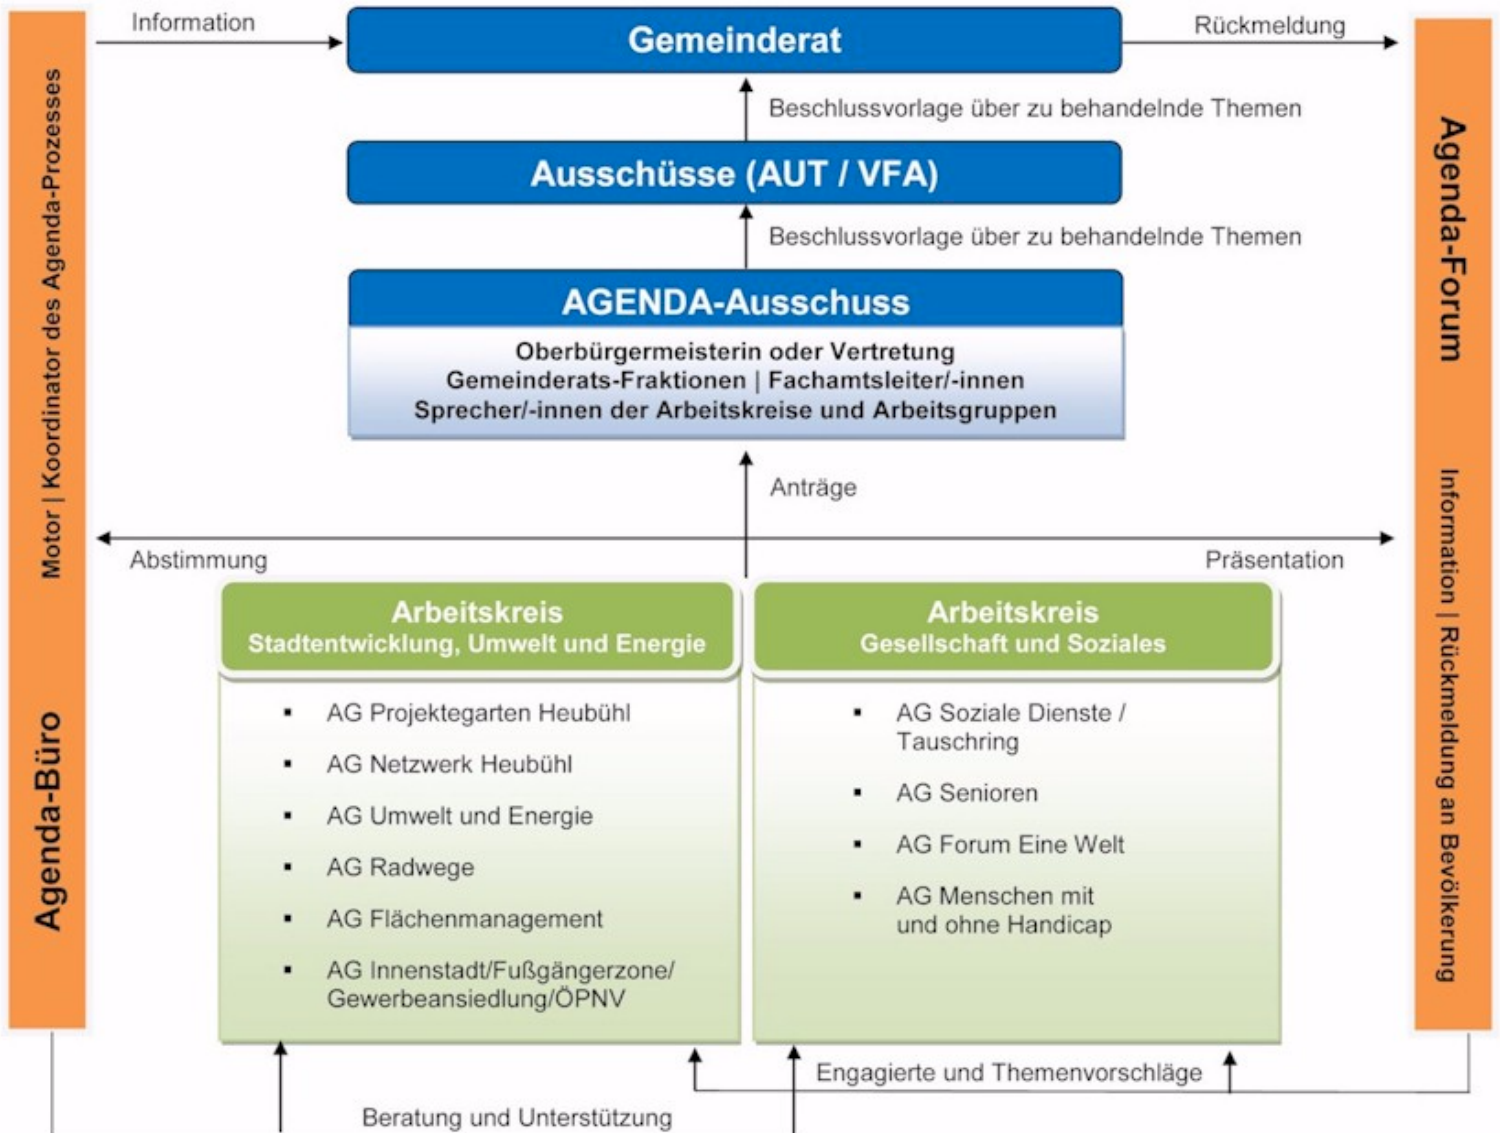 Information
Gemeinderat
Rückmeldung
Beschlussvorlage über zu behandelnde Themen
Ausschüsse (AUT / VFA)
Beschlussvorlage über zu behandelnde Themen
AGENDA-Ausschuss
Oberbürgermeisterin oder Vertretung
Gemeinderats-Fraktionen | Fachamtsleiter/-innen
Sprecher/-innen der Arbeitskreise und Arbeitsgruppen
Anträge
Abstimmung
Präsentation
Agenda-Büro Motor | Koordinator des Agenda-Prozesses
Arbeitskreis
Stadtentwicklung, Umwelt und Energie
▪ AG Projektegarten Heubühl
▪ AG Netzwerk Heubühl
▪ AG Umwelt und Energie
▪ AG Radwege
▪ AG Flächenmanagement
▪ AG Innenstadt/Fußgängerzone/
Gewerbeansiedlung/ÖPNV
Arbeitskreis
Gesellschaft und Soziales
▪ AG Soziale Dienste /
Tauschring
▪ AG Senioren
▪ AG Forum Eine Welt
▪ AG Menschen mit
und ohne Handicap
Agenda-Forum Information | Rückmeldung an Bevölkerung
Engagierte und Themenvorschläge
Beratung und Unterstützung